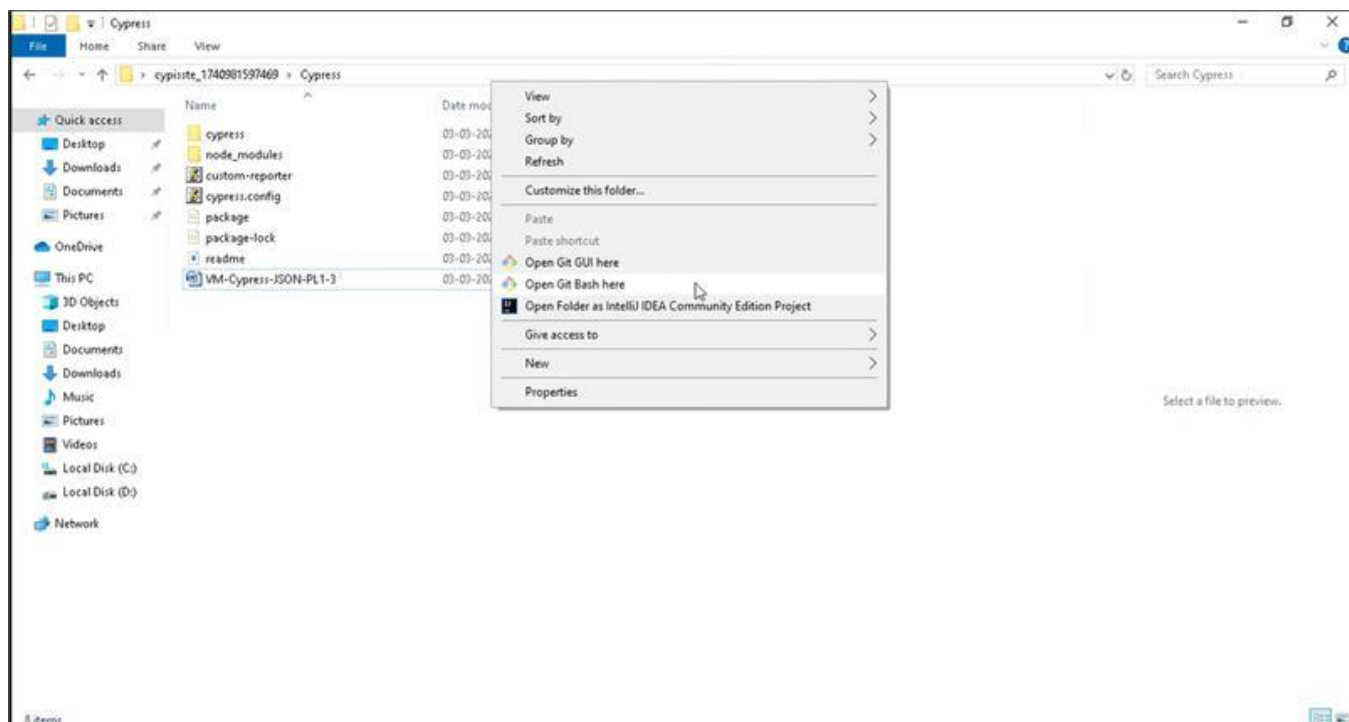 Cypress
File Home Share View
cypisste_1740981597469 › Cypress
Search Cypress
Name Date mod
Quick access
Desktop
Downloads
Documents
Pictures
OneDrive
This PC
3D Objects
Desktop
Documents
Downloads
Music
Pictures
Videos
Local Disk (C:)
Local Disk (D:)
Network
cypress 03-03-202
node_modules 03-03-202
custom-reporter 03-03-202
cypress.config 03-03-202
package 03-03-202
package-lock 03-03-202
readme 03-03-202
VM-Cypress-JSON-PL1-3 03-03-202
View
Sort by
Group by
Refresh
Customize this folder...
Paste
Paste shortcut
Open Git GUI here
Open Git Bash here
Open Folder as IntelliJ IDEA Community Edition Project
Give access to
New
Properties
Select a file to preview.
8 items